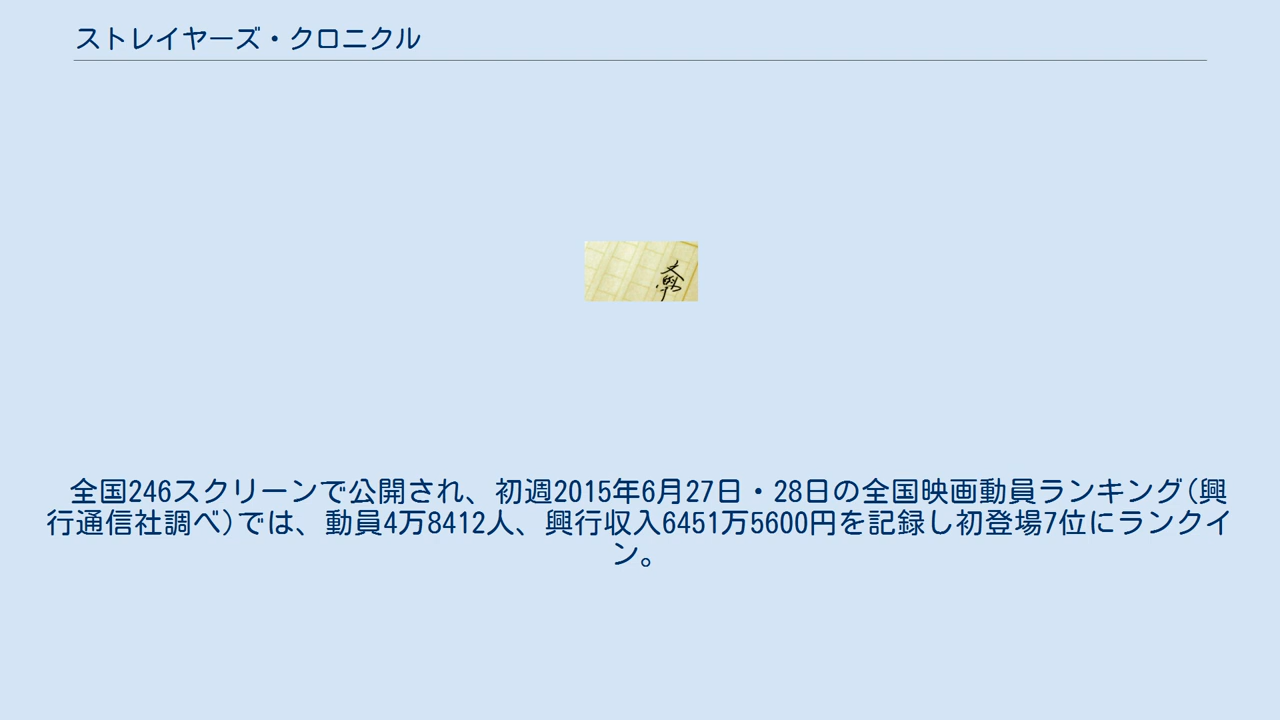 ストレイヤーズ・クロニクル
全国246スクリーンで公開され、初週2015年6月27日・28日の全国映画動員ランキング(興
行通信社調べ)では、動員4万8412人、興行収入6451万5600円を記録し初登場7位にランクイ
ン。